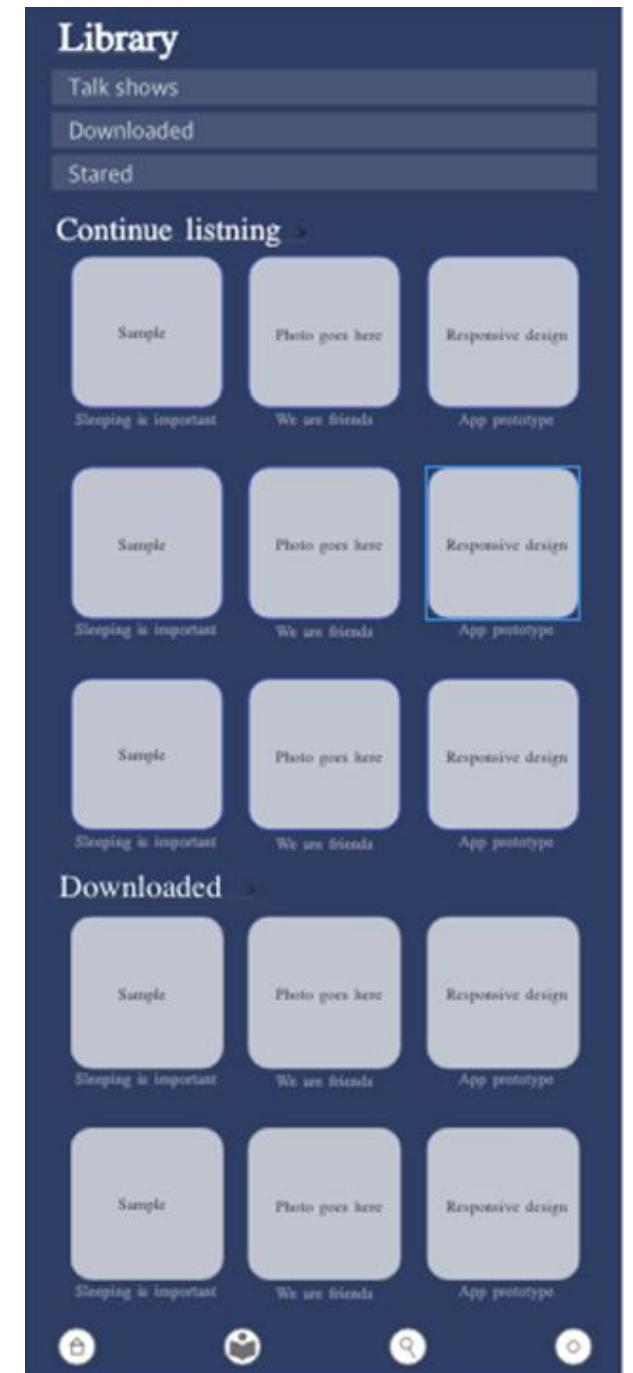 Library
Talk shows
Downloaded
Stared
Continue listning >
Sample Photo goes here Responsive design
Sleeping is important We are friends App prototype
Sample Photo goes here Responsive design
Sleeping is important We are friends App prototype
Sample Photo goes here Responsive design
Sleeping is important We are friends App prototype
Downloaded >
Sample Photo goes here Responsive design
Sleeping is important We are friends App prototype
Sample Photo goes here Responsive design
Sleeping is important We are friends App prototype